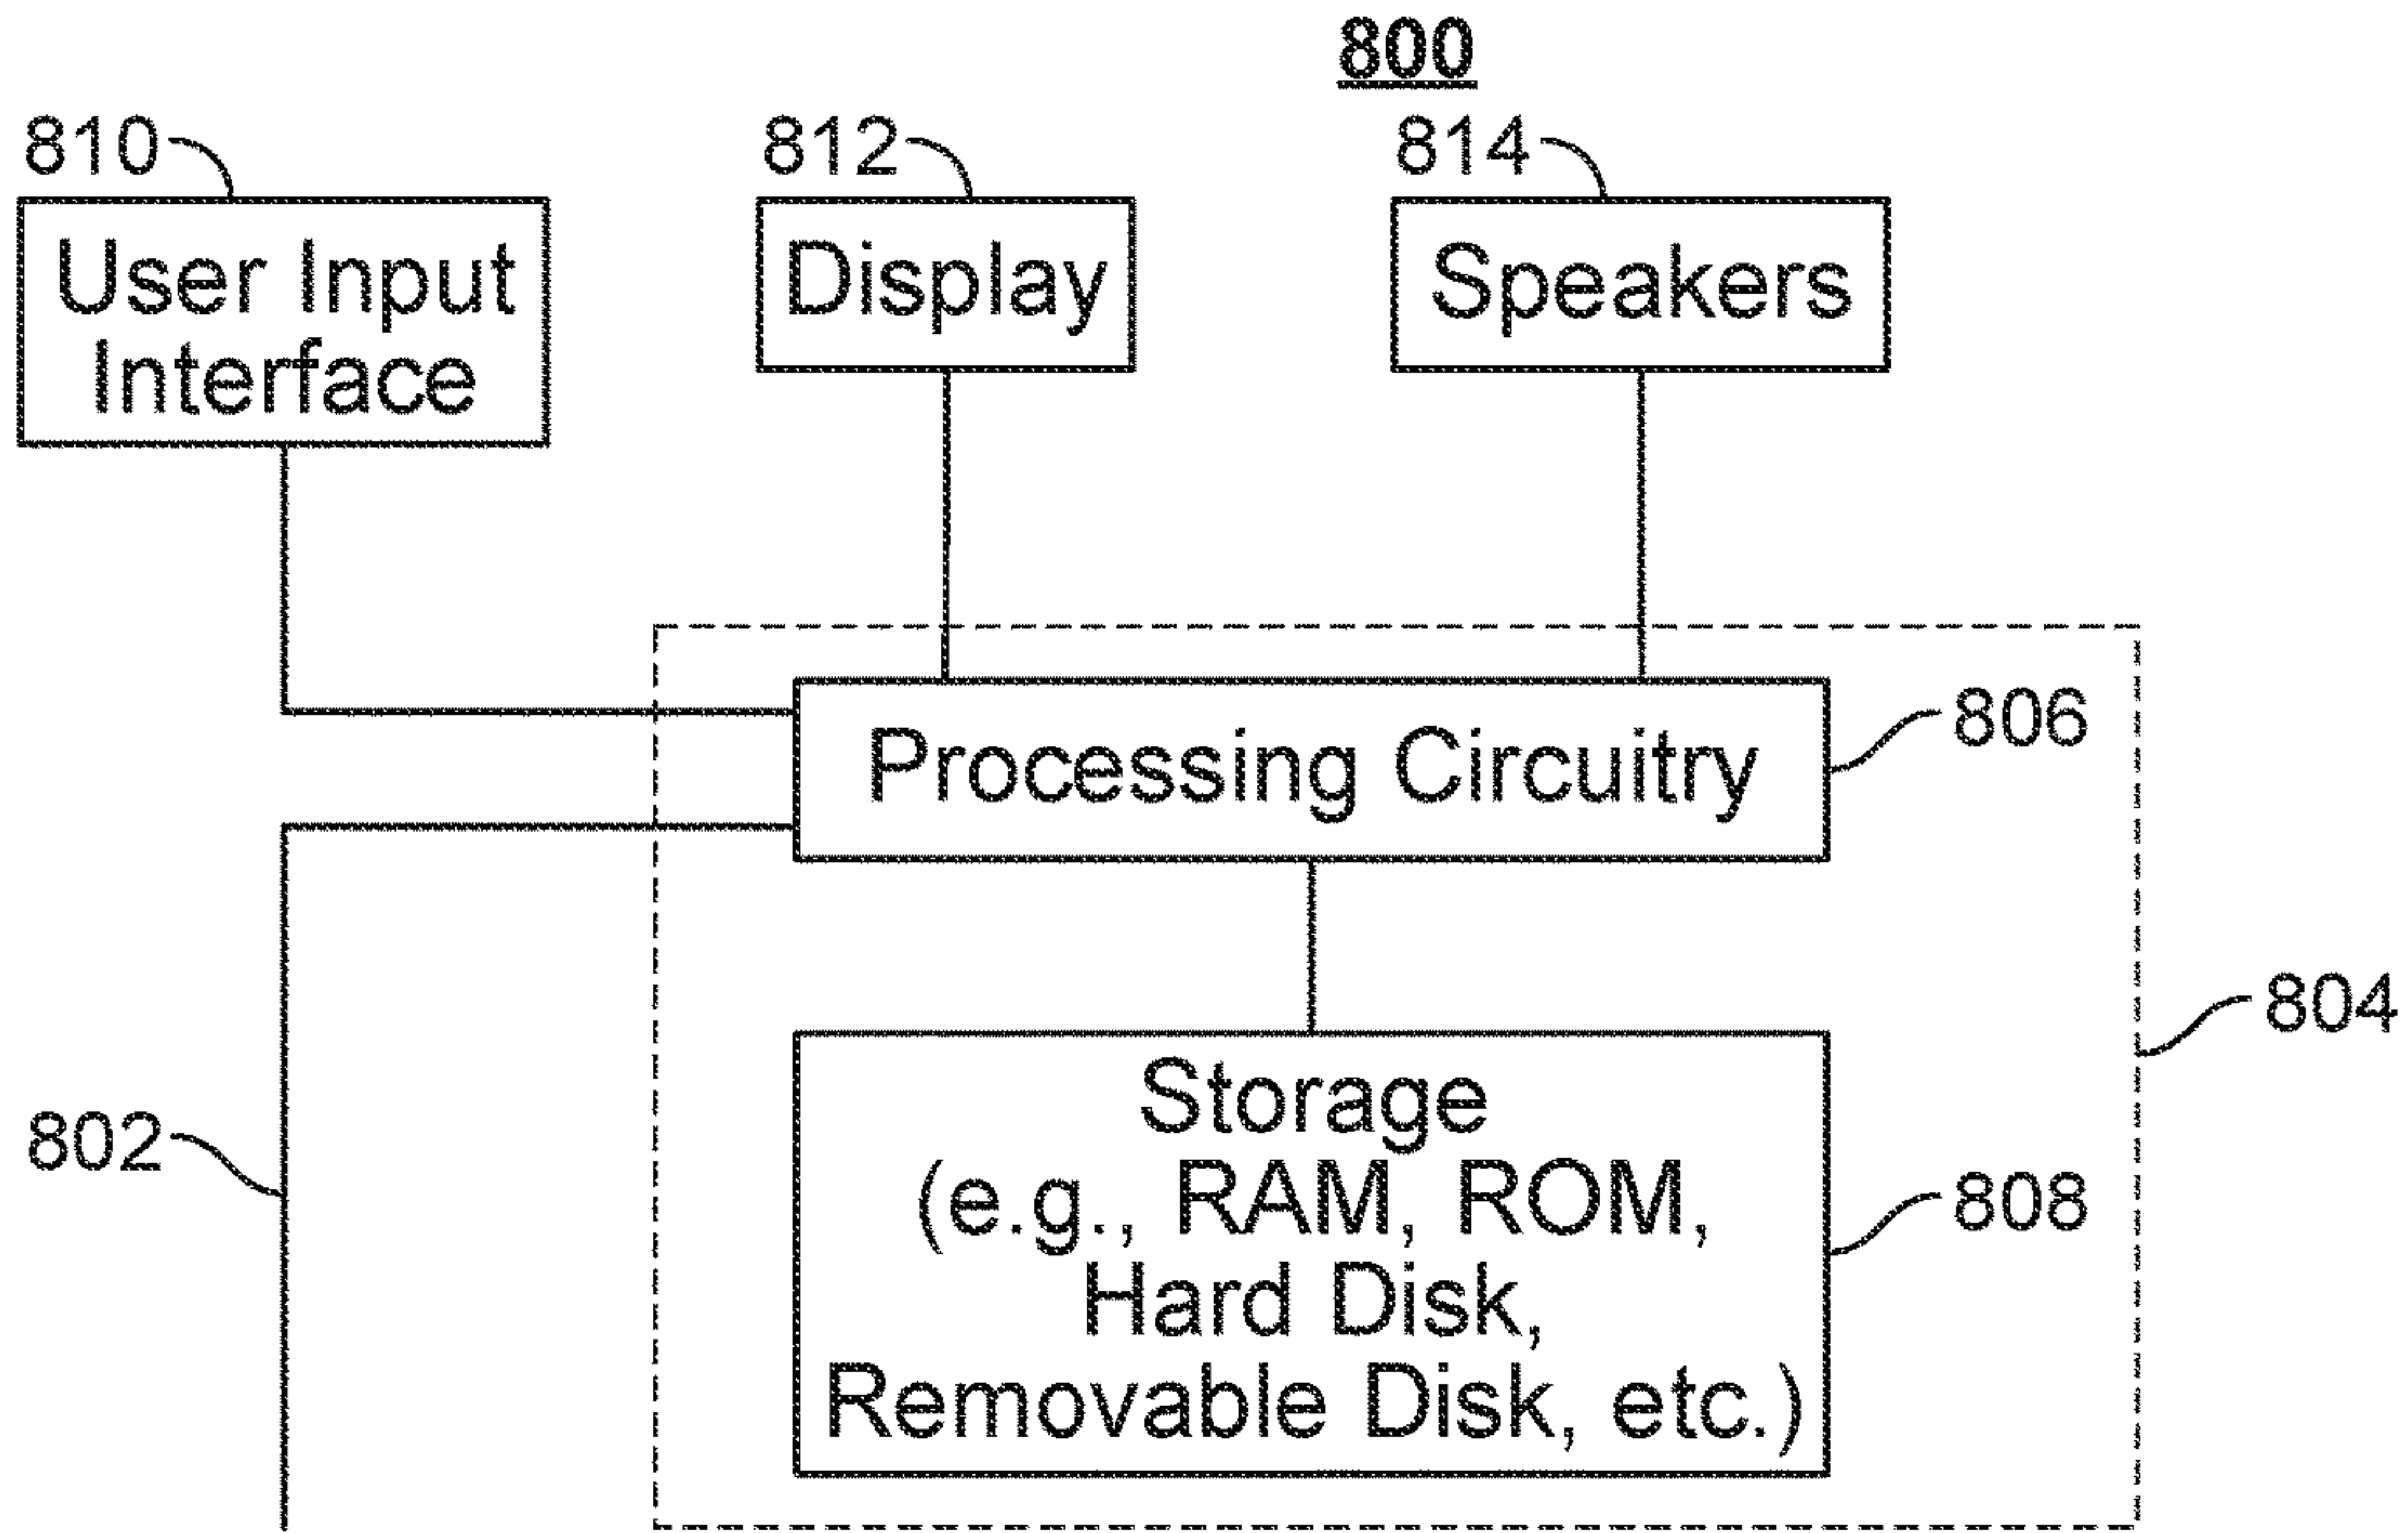 800
810
812
814
User Input
Interface
Display
Speakers
Processing Circuitry
806
804
802
Storage
(e.g., RAM, ROM,
Hard Disk,
Removable Disk, etc.)
808